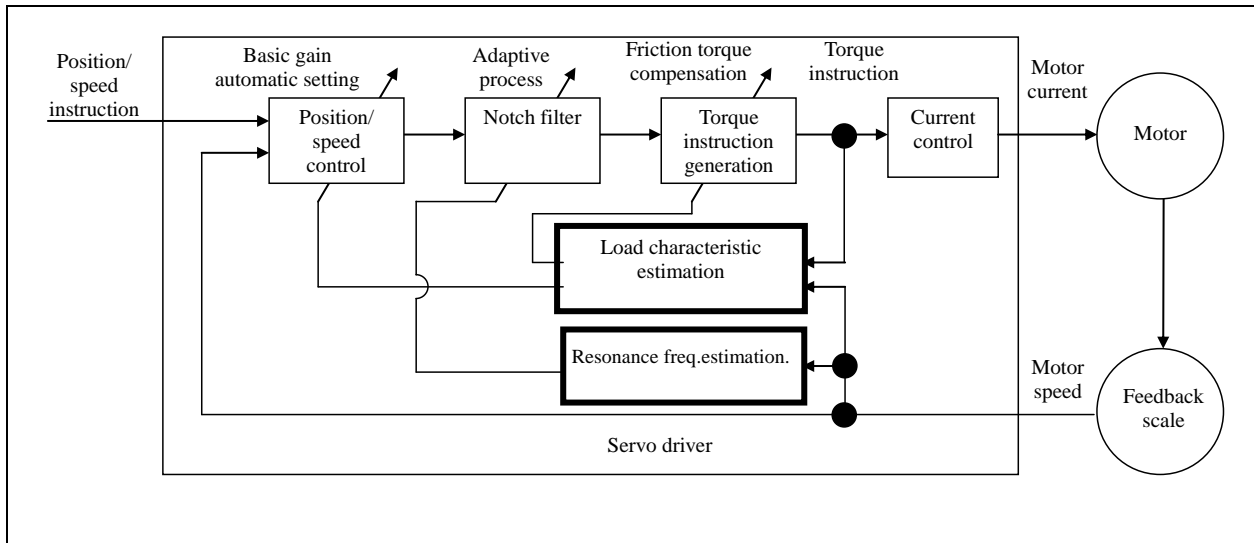 Position/
speed
instruction
Basic gain
automatic setting
Adaptive
process
Friction torque
compensation
Torque
instruction
Motor
current
Position/
speed
control
Notch filter
Torque
instruction
generation
Current
control
Motor
Load characteristic
estimation
Resonance freq.estimation.
Motor
speed
Feedback
scale
Servo driver